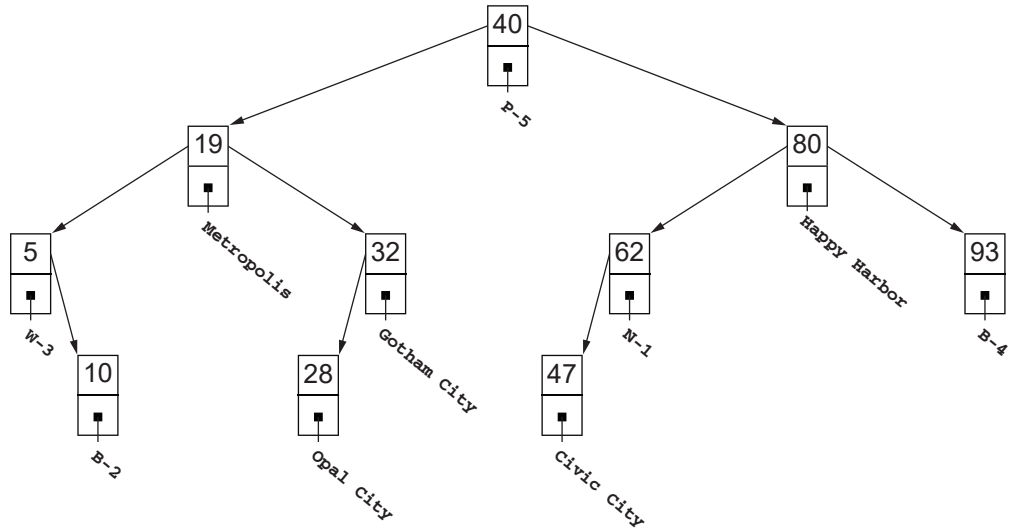 40
P-5
19
80
Metropolis
Happy Harbor
5
32
62
93
W-3
Gotham City
N-1
B-4
10
28
47
B-2
Opal City
Civic City